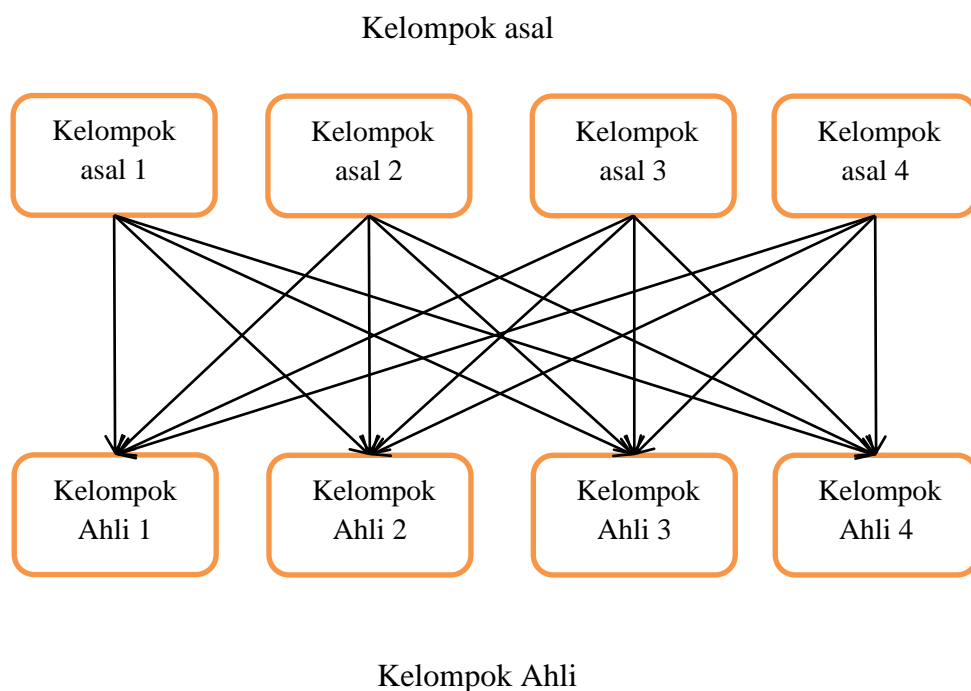 Kelompok asal
Kelompok
asal 1
Kelompok
asal 2
Kelompok
asal 3
Kelompok
asal 4
Kelompok
Ahli 1
Kelompok
Ahli 2
Kelompok
Ahli 3
Kelompok
Ahli 4
Kelompok Ahli